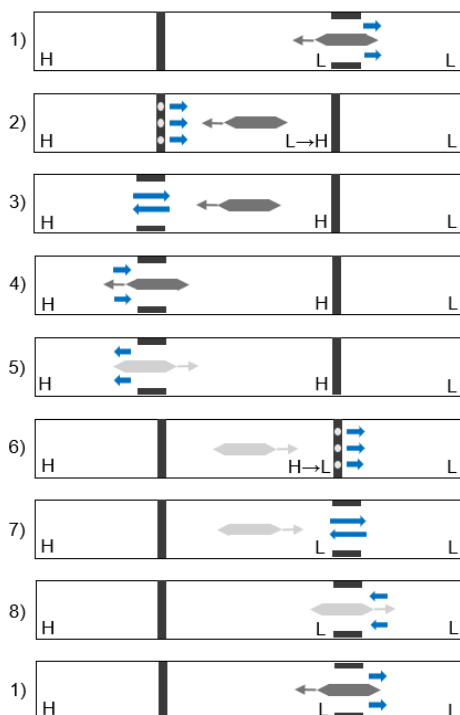 1) H L L
2) H L→H L
3) H H L
4) H H L
5) H H L
6) H H→L L
7) H L L
8) H L L
1) H L L